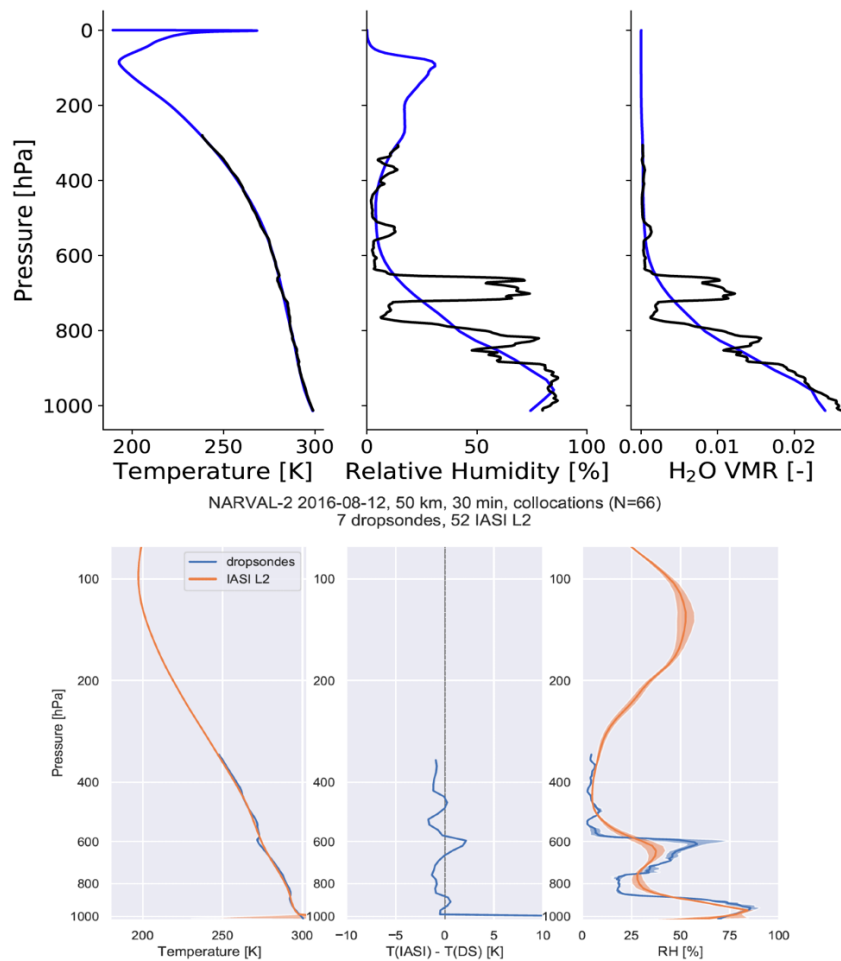 0
200
400
600
800
1000
Pressure [hPa]
200 250 300
Temperature [K]
0 50 100
Relative Humidity [%]
0.00 0.01 0.02
H₂O VMR [-]
NARVAL-2 2016-08-12, 50 km, 30 min, collocations (N=66)
7 dropsondes, 52 IASI L2
dropsondes
IASI L2
100
200
400
600
800
1000
Pressure [hPa]
200 250 300
Temperature [K]
100
200
400
600
800
1000
−10 −5 0 5 10
T(IASI) - T(DS) [K]
100
200
400
600
800
1000
0 25 50 75 100
RH [%]